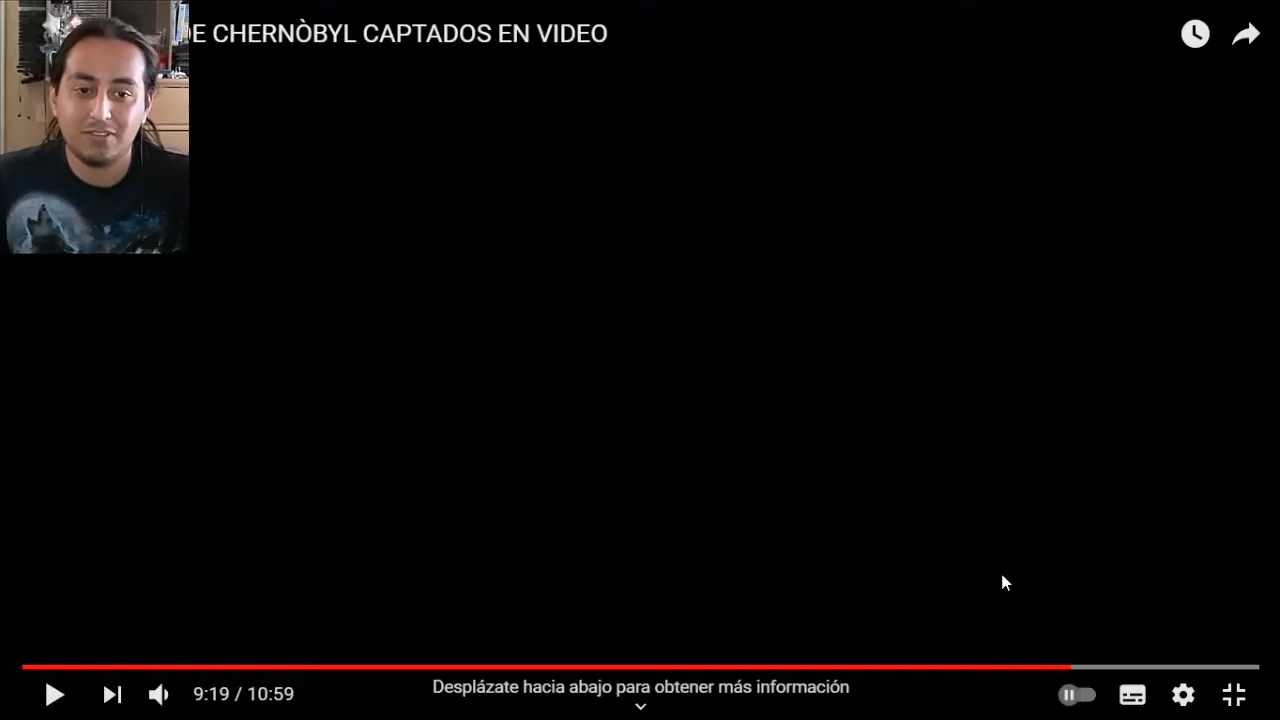 E CHERNÒBYL CAPTADOS EN VIDEO
9:19 / 10:59
Desplázate hacia abajo para obtener más información